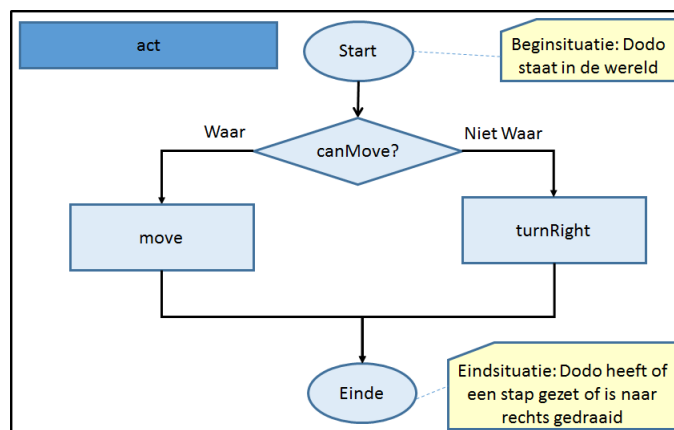 act
Start
Beginsituatie: Dodo
staat in de wereld
Waar
Niet Waar
canMove?
move
turnRight
Einde
Eindsituatie: Dodo heeft of
een stap gezet of is naar
rechts gedraaid